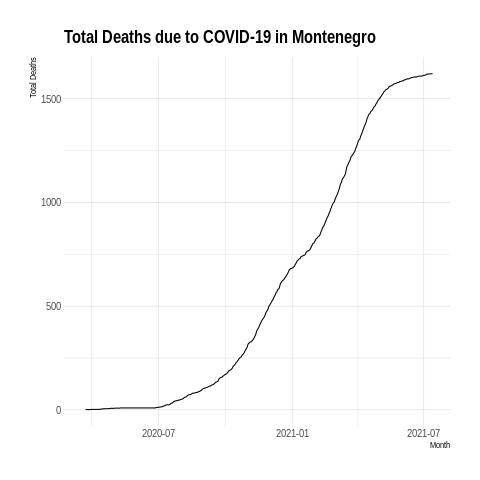 Total Deaths due to COVID-19 in Montenegro
Total Deaths
1500
1000
500
0
2020-07
2021-01
2021-07
Month